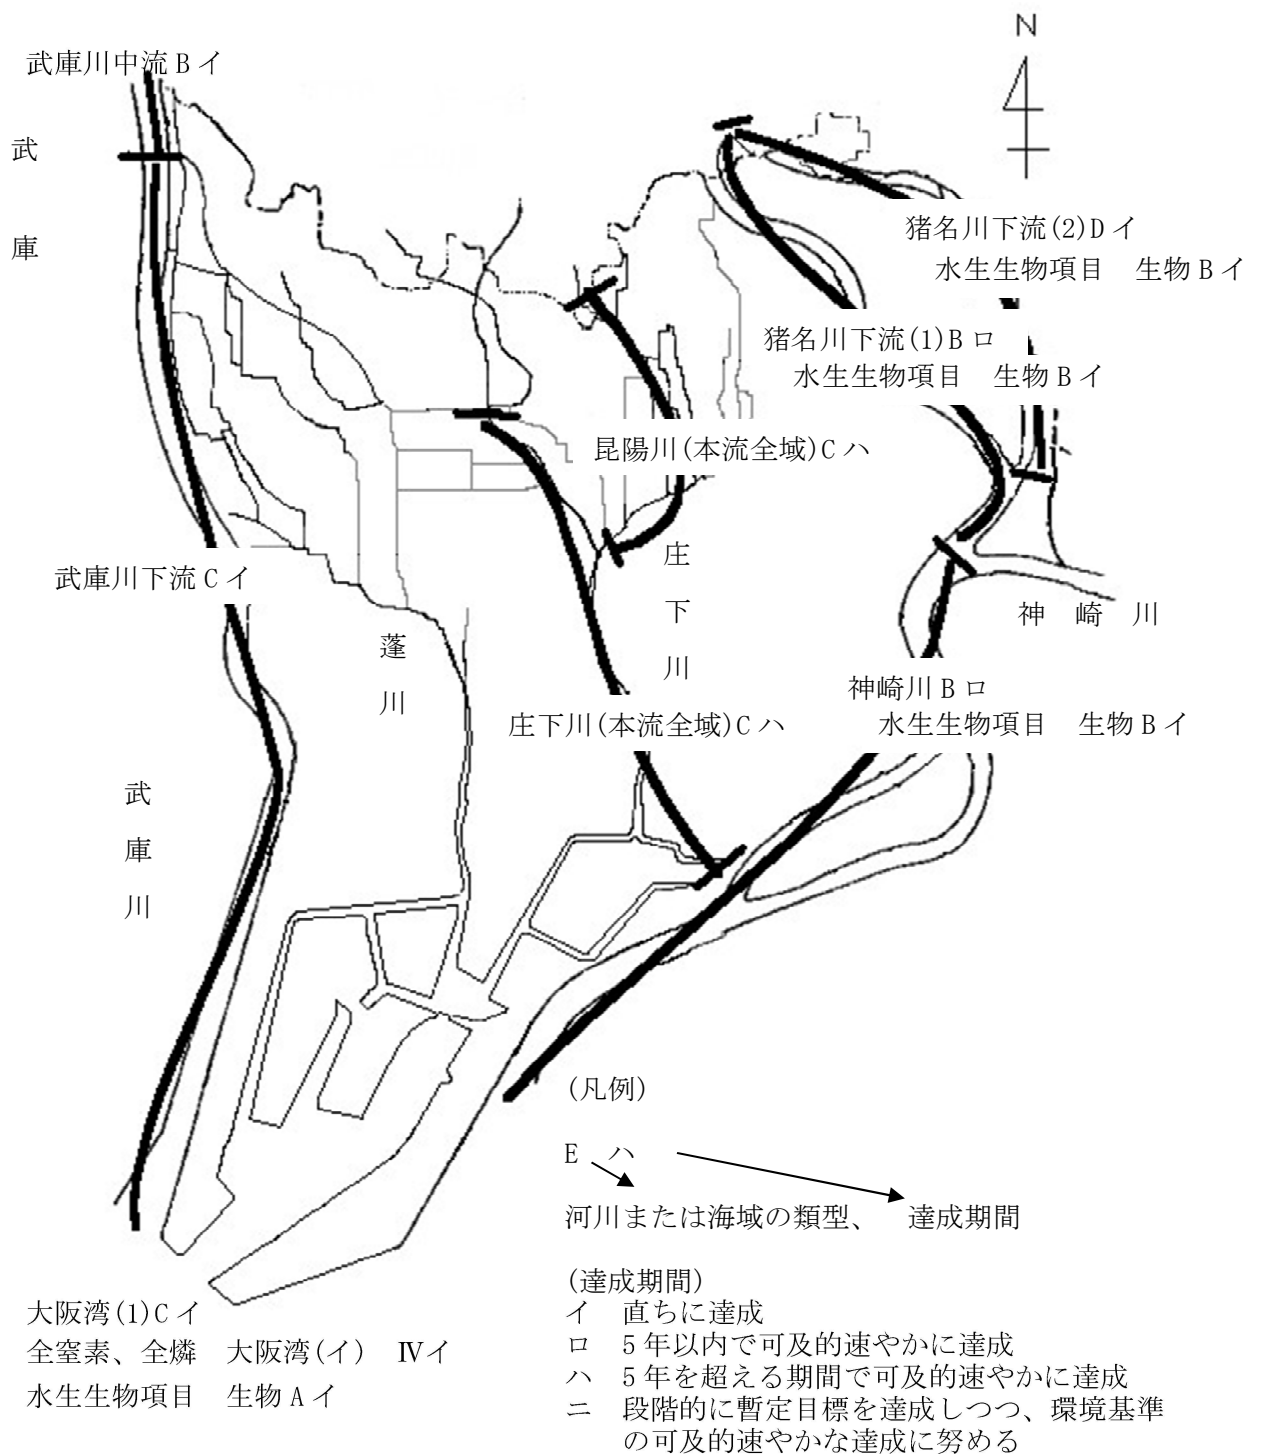 N
武庫川中流Bイ
武
庫
猪名川下流(2)Dイ
水生生物項目　生物Bイ
猪名川下流(1)Bロ
水生生物項目　生物Bイ
昆陽川(本流全域)Cハ
武庫川下流Cイ
庄
下
川
神　崎　川
蓬
川
神崎川Bロ
水生生物項目　生物Bイ
庄下川(本流全域)Cハ
武
庫
川
(凡例)
E　ハ
河川または海域の類型、　達成期間
(達成期間)
イ　直ちに達成
ロ　5年以内で可及的速やかに達成
ハ　5年を超える期間で可及的速やかに達成
ニ　段階的に暫定目標を達成しつつ、環境基準
の可及的速やかな達成に努める
大阪湾(1)Cイ
全窒素、全燐　大阪湾(イ)　Ⅳイ
水生生物項目　生物Aイ